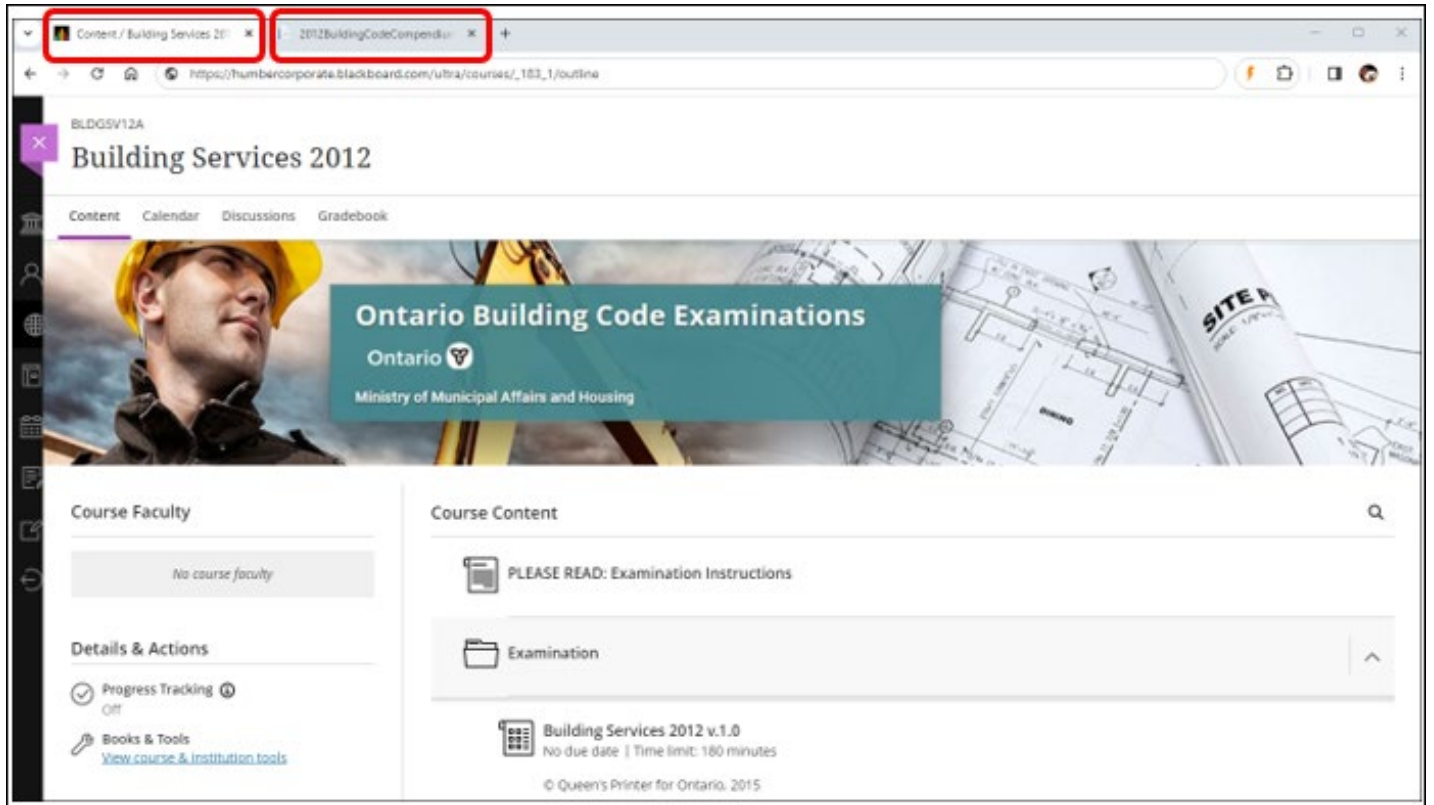 Content / Building Services 201
2012BuildingCodeCompendiu
https://humbercorporate.blackboard.com/ultra/courses/_183_1/outline
BLDGSV12A
Building Services 2012
Content Calendar Discussions Gradebook
Ontario Building Code Examinations
Ontario
Ministry of Municipal Affairs and Housing
SITE
DINING
Course Faculty
No course faculty
Details & Actions
Progress Tracking
Off
Books & Tools
View course & institution tools
Course Content
PLEASE READ: Examination Instructions
Examination
Building Services 2012 v.1.0
No due date | Time limit: 180 minutes
© Queen's Printer for Ontario, 2015